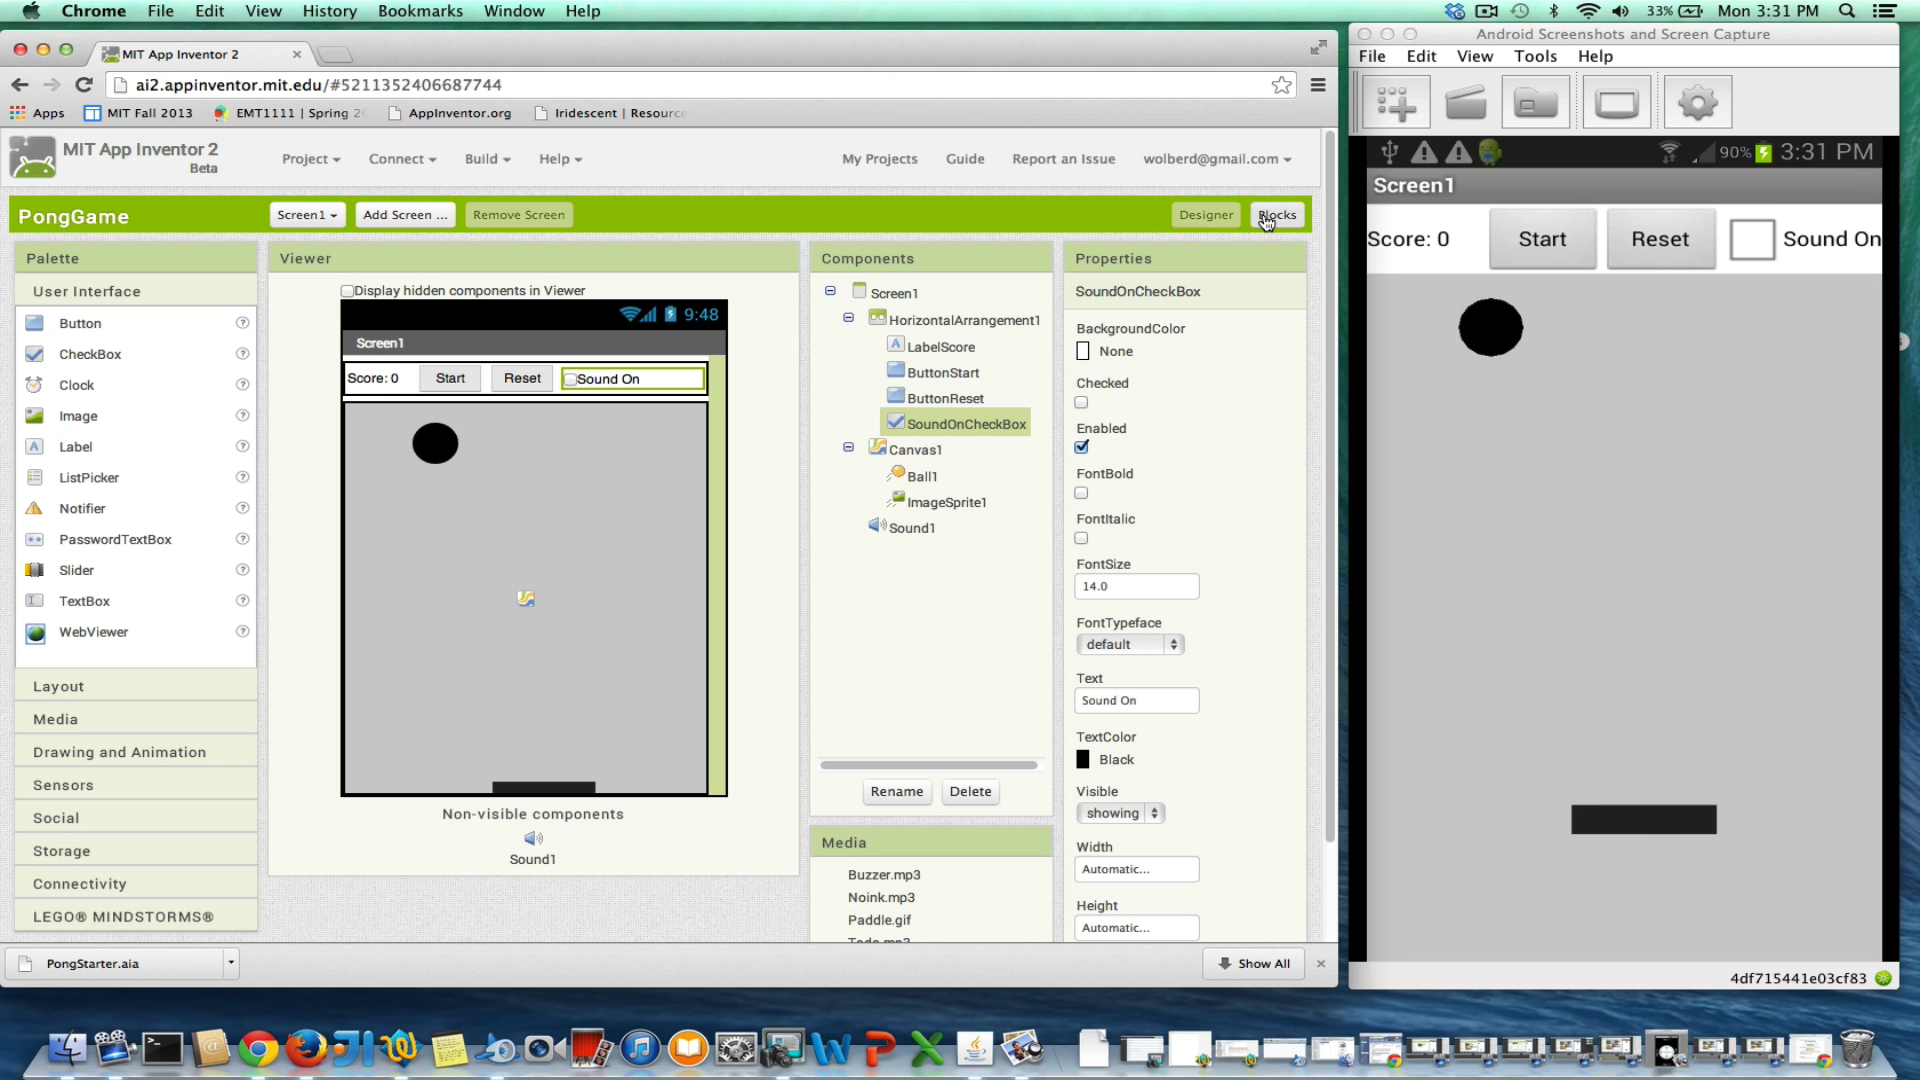 Chrome File Edit View History Bookmarks Window Help
33% Mon 3:31 PM
MIT App Inventor 2
ai2.appinventor.mit.edu/#5211352406687744
Apps MIT Fall 2013 EMT1111 | Spring 2 AppInventor.org Iridescent | Resourc
MIT App Inventor 2
Beta
Project Connect Build Help My Projects Guide Report an Issue wolberd@gmail.com
PongGame Screen1 Add Screen ... Remove Screen Designer Blocks
Palette
User Interface
Button ?
CheckBox ?
Clock ?
Image ?
Label ?
ListPicker ?
Notifier ?
PasswordTextBox ?
Slider ?
TextBox ?
WebViewer ?
Layout
Media
Drawing and Animation
Sensors
Social
Storage
Connectivity
LEGO® MINDSTORMS®
Viewer
Display hidden components in Viewer
9:48
Screen1
Score: 0 Start Reset Sound On
Non-visible components
Sound1
Components
Screen1
HorizontalArrangement1
A LabelScore
ButtonStart
ButtonReset
SoundOnCheckBox
Canvas1
Ball1
ImageSprite1
Sound1
Rename Delete
Media
Buzzer.mp3
Noink.mp3
Paddle.gif
Properties
SoundOnCheckBox
BackgroundColor
None
Checked
Enabled
FontBold
FontItalic
FontSize
14.0
FontTypeface
default
Text
Sound On
TextColor
Black
Visible
showing
Width
Automatic...
Height
Automatic...
PongStarter.aia
Show All
Android Screenshots and Screen Capture
File Edit View Tools Help
90% 3:31 PM
Screen1
Score: 0 Start Reset Sound On
4df715441e03cf83